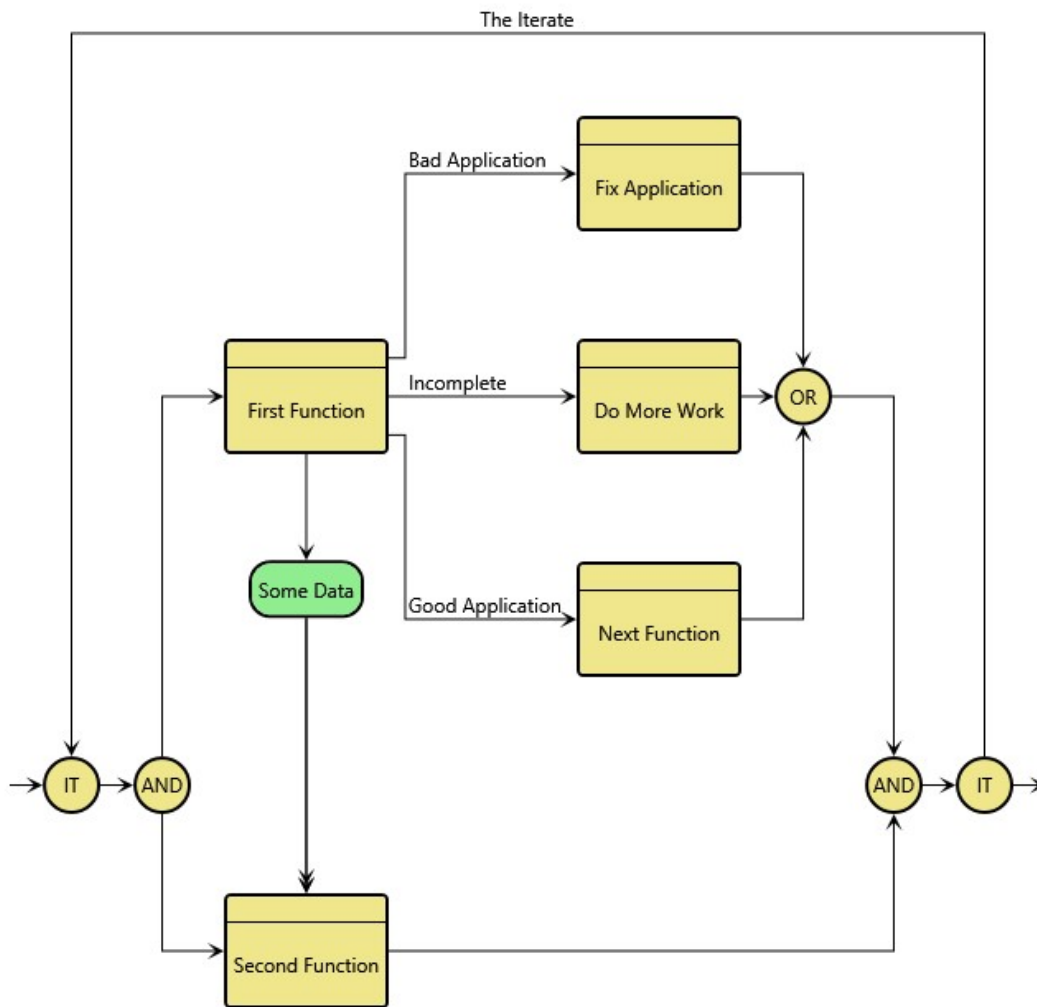 The Iterate
Bad Application
Fix Application
Incomplete
First Function
Do More Work
OR
Some Data
Good Application
Next Function
IT
AND
AND
IT
Second Function